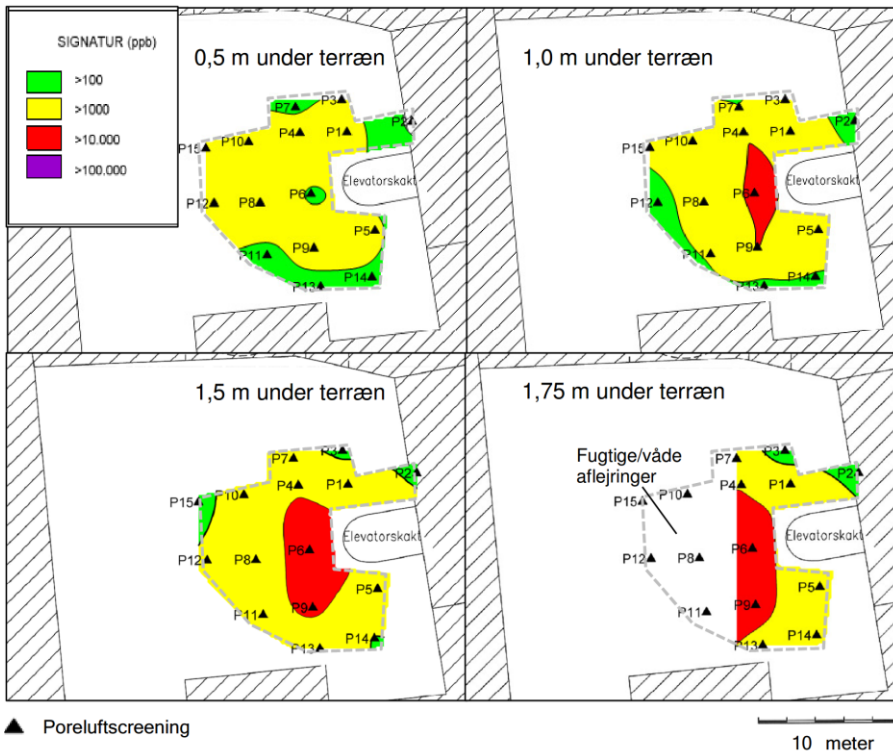 SIGNATUR (ppb)
>100
>1000
>10.000
>100.000
0,5 m under terræn
P3
P7
P2
P4
P1
P10
P15
Elevatorskakt
P6
P12
P8
P5
P9
P11
P14
P13
1,0 m under terræn
P3
P7
P2
P4
P1
P10
P15
Elevatorskakt
P6
P12
P8
P5
P9
P11
P14
P13
1,5 m under terræn
P3
P7
P2
P4
P1
P10
P15
Elevatorskakt
P6
P12
P8
P5
P9
P11
P14
P13
1,75 m under terræn
Fugtige/våde
aflejringer
P3
P7
P2
P4
P1
P10
P15
Elevatorskakt
P6
P12
P8
P5
P9
P11
P14
P13
Poreluftscreening
10 meter